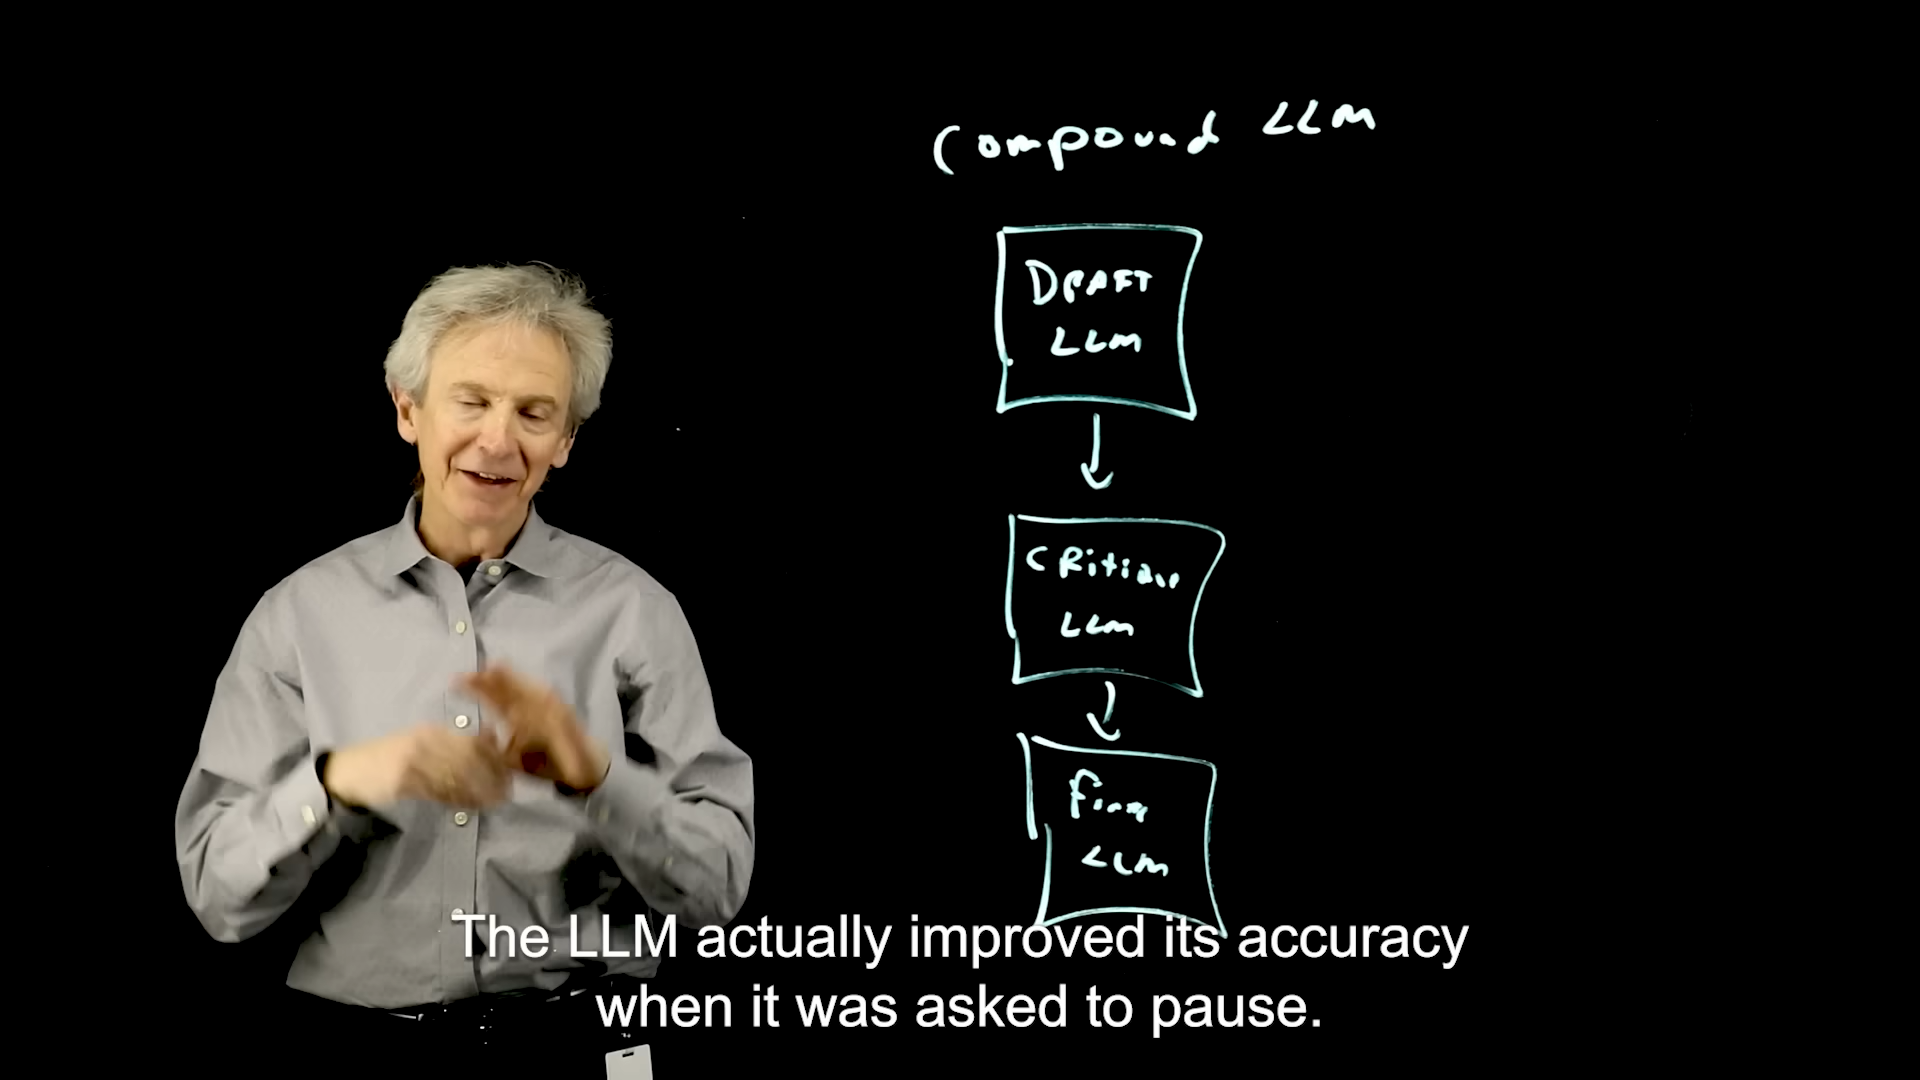 Compound LLM
DRAFT
LLM
CRitique
LLM
Final
LLM
The LLM actually improved its accuracy
when it was asked to pause.